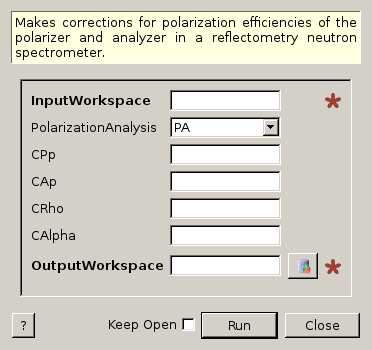 Makes corrections for polarization efficiencies of the
polarizer and analyzer in a reflectometry neutron
spectrometer.
InputWorkspace
PolarizationAnalysis PA
CPp
CAp
CRho
CAlpha
OutputWorkspace
? Keep Open Run Close